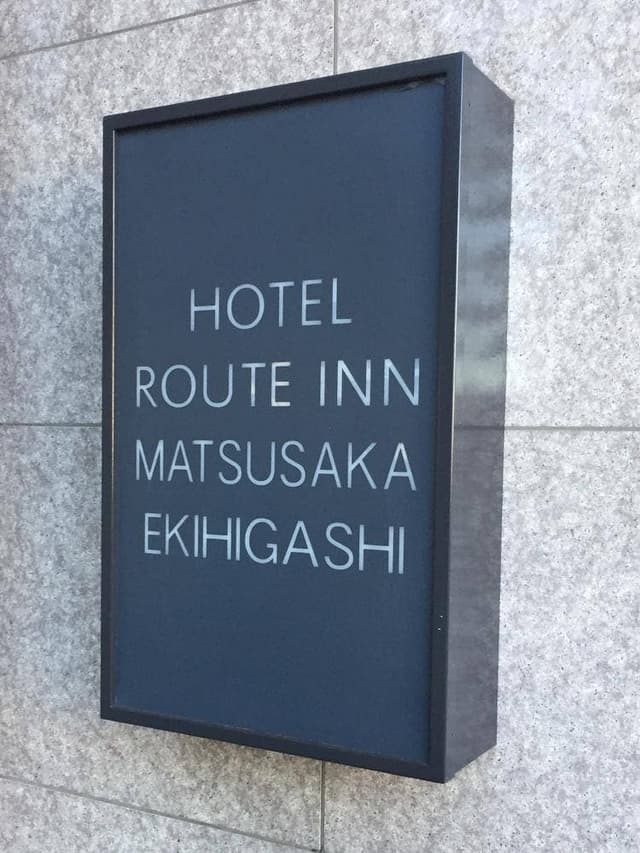 HOTEL
ROUTE INN
MATSUSAKA
EKIHIGASHI